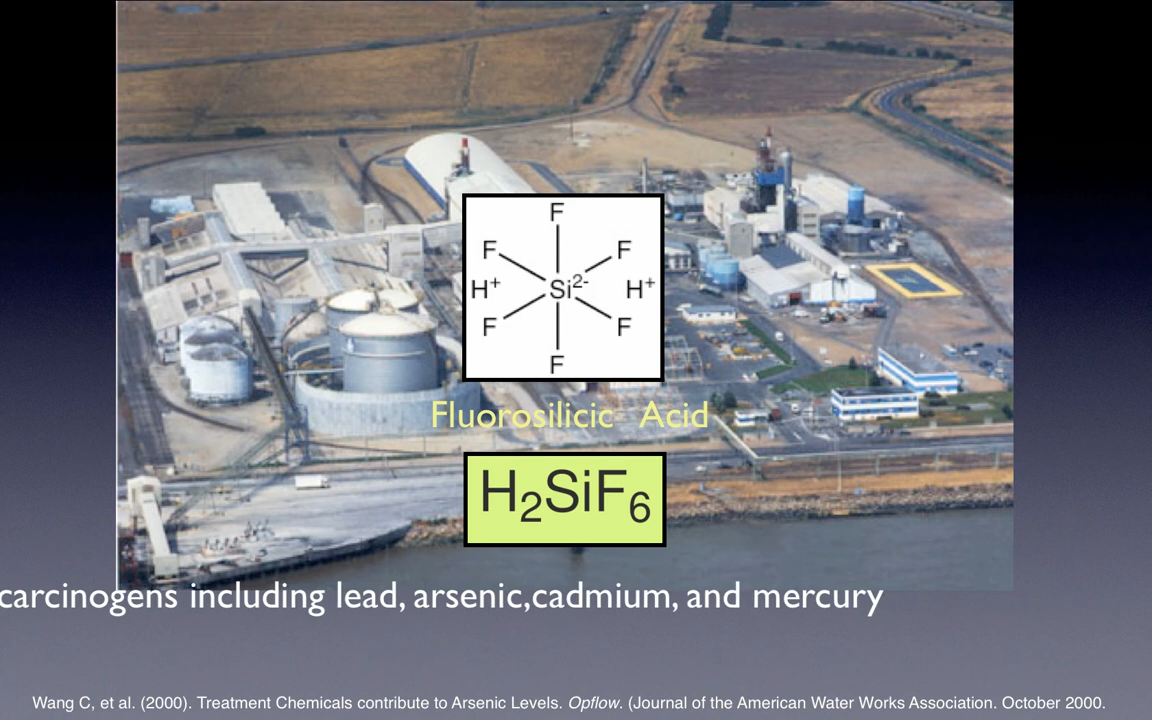 F
F F
H⁺ Si²⁻ H⁺
F F
F
Fluorosilicic Acid
H₂SiF₆
carcinogens including lead, arsenic,cadmium, and mercury
Wang C, et al. (2000). Treatment Chemicals contribute to Arsenic Levels. Opflow. (Journal of the American Water Works Association. October 2000.